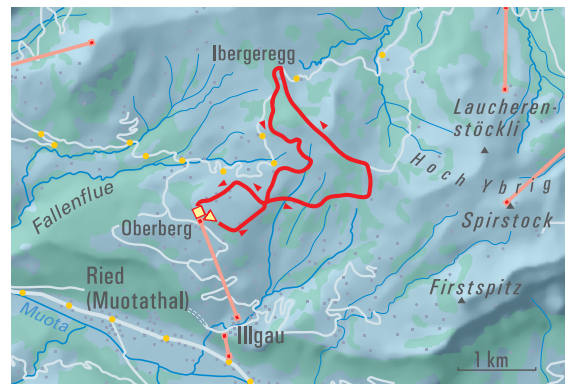 Ibergeregg
Laucheren-
stöckli
Hoch Ybrig
Fallenflue
Spirstock
Oberberg
Ried
(Muotathal)
Firstspitz
Muota
Illgau
1 km